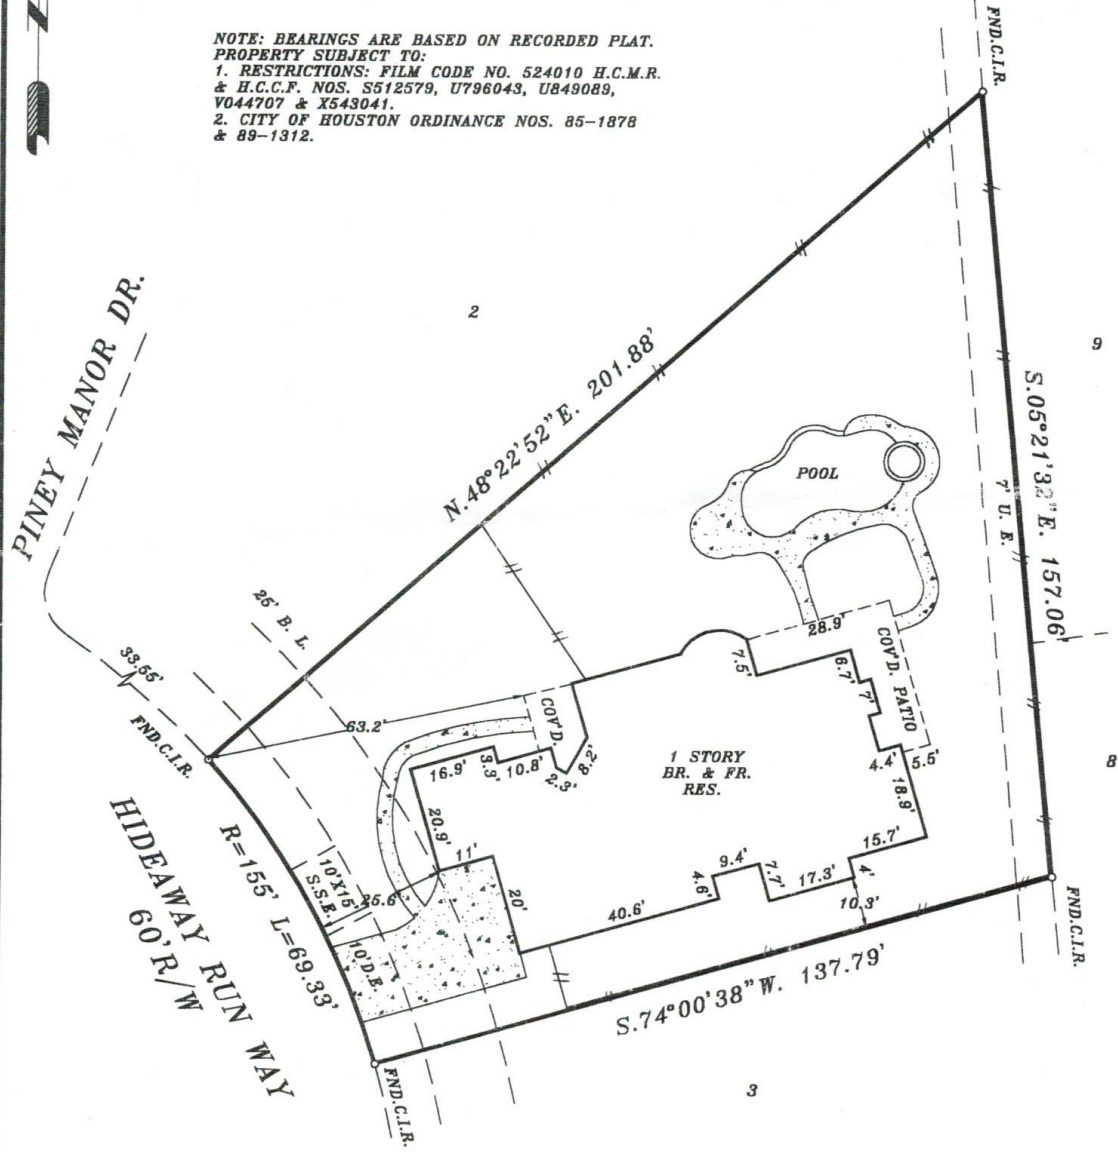 NOTE: BEARINGS ARE BASED ON RECORDED PLAT.
PROPERTY SUBJECT TO:
1. RESTRICTIONS: FILM CODE NO. 524010 H.C.M.R.
& H.C.C.F. NOS. S512579, U796043, U849089,
V044707 & X543041.
2. CITY OF HOUSTON ORDINANCE NOS. 85-1878
& 89-1312.
FND.C.I.R.
2
9
PINEY MANOR DR.
N.48°22'52"E. 201.88'
S.05°21'32"E. 157.06'
7' U. E.
POOL
25' B. L.
33.55'
FND.C.I.R.
63.2'
28.9'
7.5'
6.7'
7'
COV'D. PATIO
COV'D.
4.4'
5.5'
1 STORY
BR. & FR.
RES.
8
16.9'
3.3'
10.8'
2.3'
8.2'
20.9'
18.9'
15.7'
11'
20'
9.4'
4.6'
7.7'
17.3'
4'
40.6'
10.3'
HIDEAWAY RUN WAY
60'R/W
R=155' L=69.33'
10'X15'
S.S.E.
25.6'
10'D.E.
FND.C.I.R.
S.74°00'38"W. 137.79'
FND.C.I.R.
3